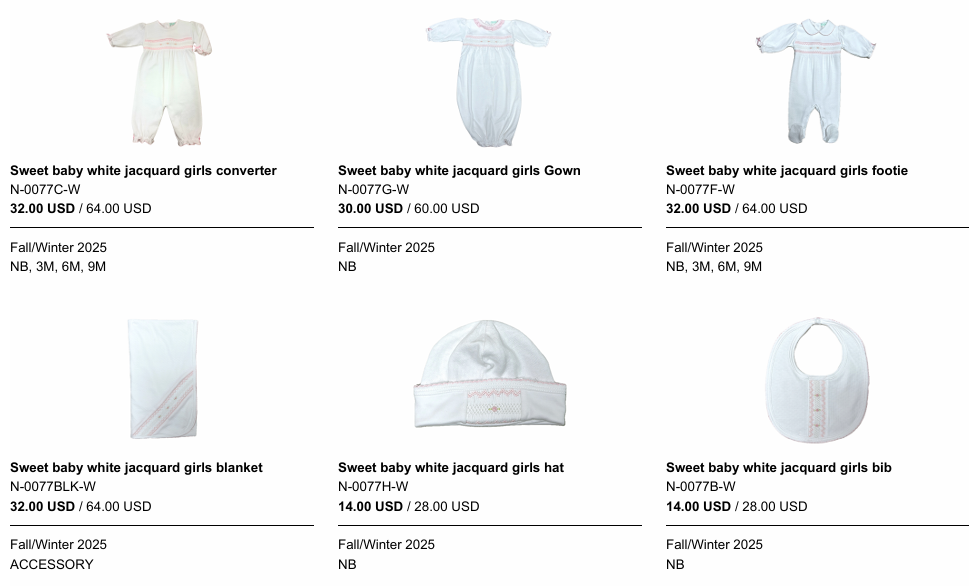 Sweet baby white jacquard girls converter
N-0077C-W
32.00 USD / 64.00 USD
Fall/Winter 2025
NB, 3M, 6M, 9M
Sweet baby white jacquard girls Gown
N-0077G-W
30.00 USD / 60.00 USD
Fall/Winter 2025
NB
Sweet baby white jacquard girls footie
N-0077F-W
32.00 USD / 64.00 USD
Fall/Winter 2025
NB, 3M, 6M, 9M
Sweet baby white jacquard girls blanket
N-0077BLK-W
32.00 USD / 64.00 USD
Fall/Winter 2025
ACCESSORY
Sweet baby white jacquard girls hat
N-0077H-W
14.00 USD / 28.00 USD
Fall/Winter 2025
NB
Sweet baby white jacquard girls bib
N-0077B-W
14.00 USD / 28.00 USD
Fall/Winter 2025
NB